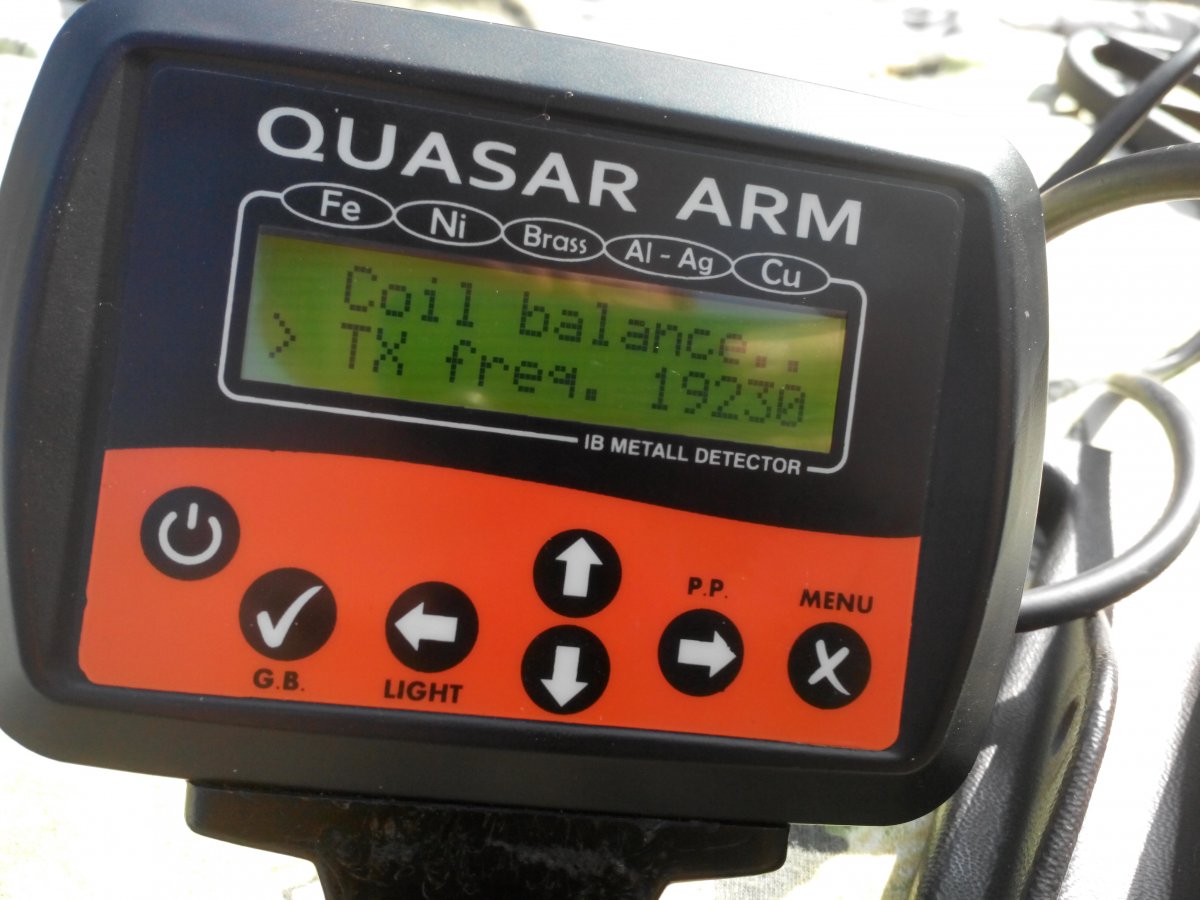 QUASAR ARM
Fe Ni Brass Al - Ag Cu
Coil balance..
> TX freq. 19230
IB METALL DETECTOR
P.P.
MENU
G.B.
LIGHT